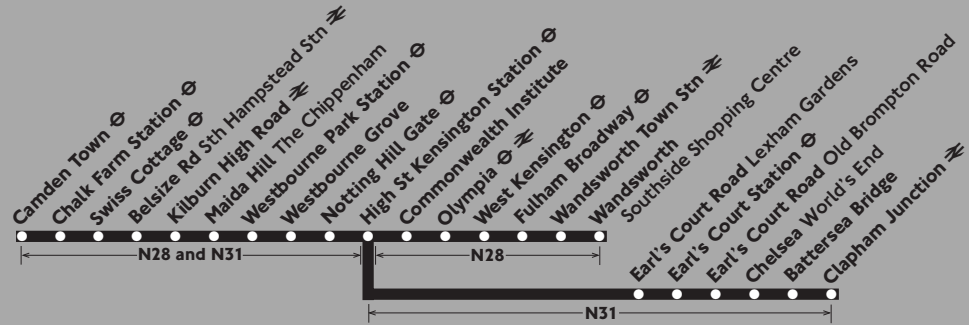 Camden Town
Chalk Farm Station
Swiss Cottage
Belsize Rd Sth Hampstead Stn
Kilburn High Road
Maida Hill The Chippenham
Westbourne Park Station
Westbourne Grove
Notting Hill Gate
High St Kensington Station
Commonwealth Institute
Olympia
West Kensington
Fulham Broadway
Wandsworth Town Stn
Wandsworth
Southside Shopping Centre
Earl's Court Road Lexham Gardens
Earl's Court Station
Earl's Court Road Old Brompton Road
Chelsea World's End
Battersea Bridge
Clapham Junction
N28 and N31
N28
N31